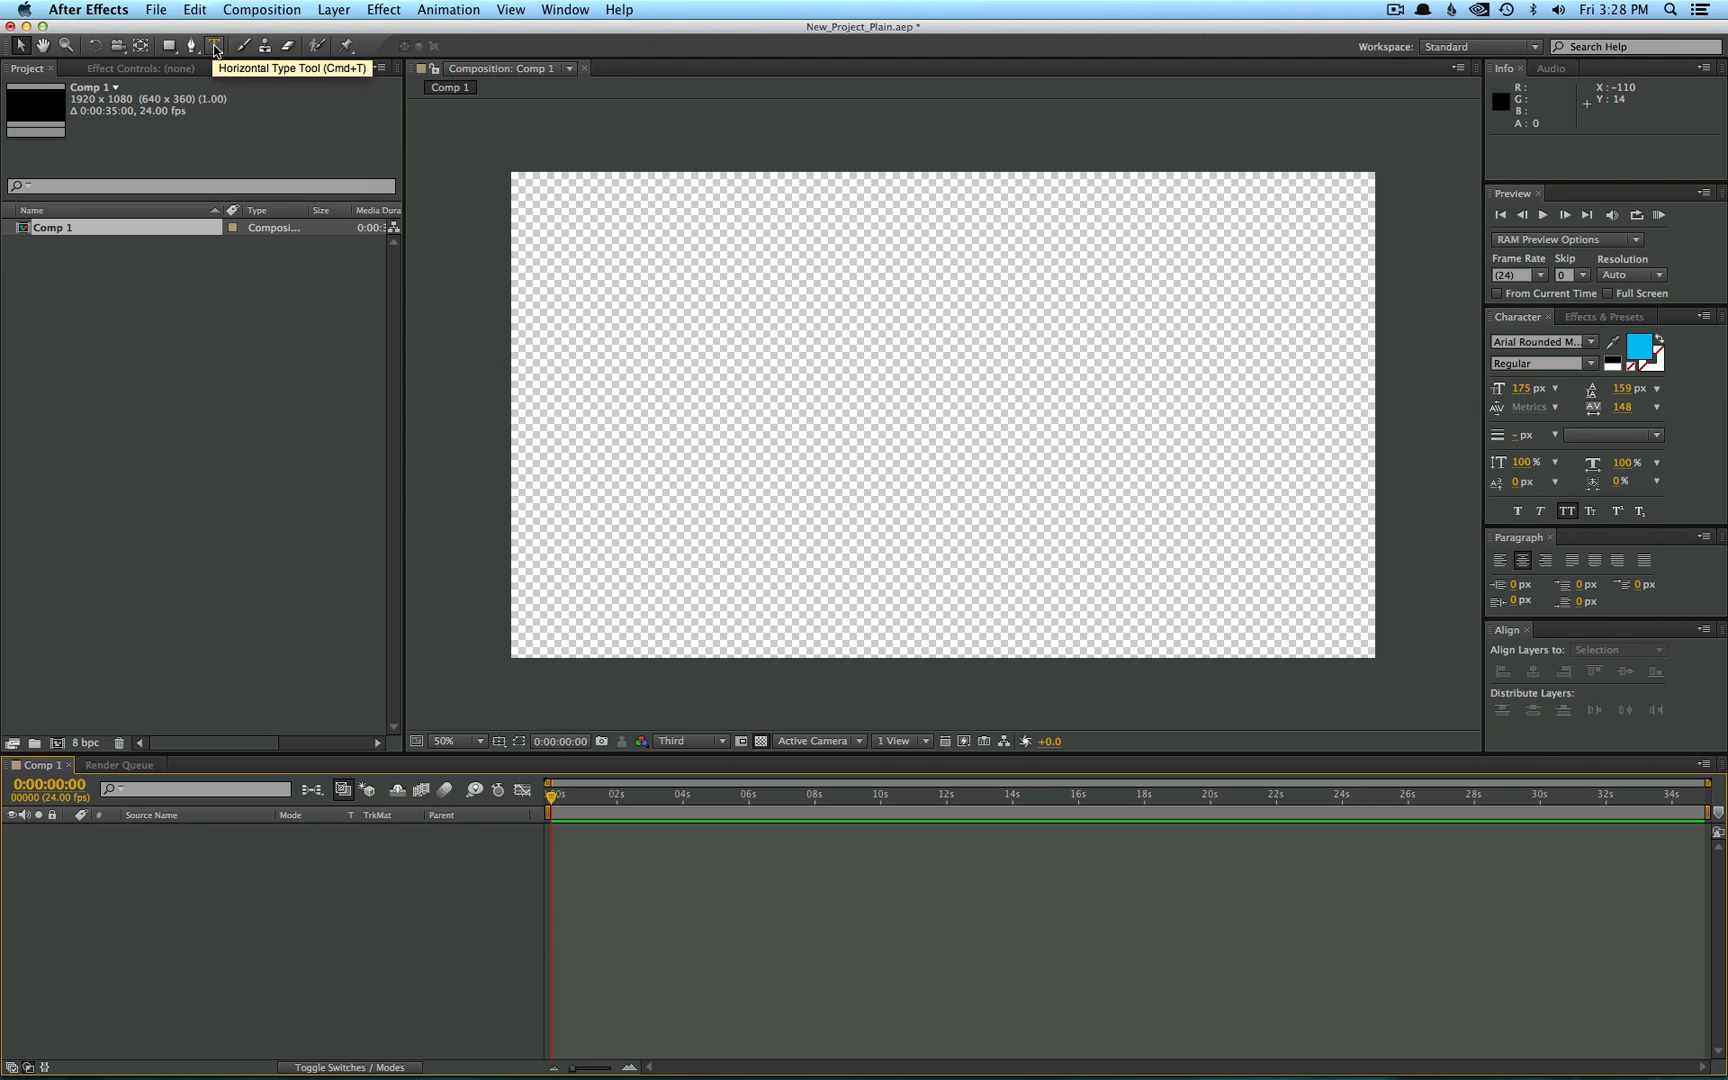 After Effects File Edit Composition Layer Effect Animation View Window Help Fri 3:28 PM
New_Project_Plain.aep *
Workspace: Standard Search Help
Project Effect Controls: (none) Horizontal Type Tool (Cmd+T) Composition: Comp 1 Info Audio
Comp 1
1920 x 1080 (640 x 360) (1.00)
Δ 0:00:35:00, 24.00 fps
Comp 1
R :
G :
B :
A : 0
X : -110
Y : 14
Name Type Size Media Dura
Comp 1 Composi... 0:00:
Preview
RAM Preview Options
Frame Rate Skip Resolution
(24) 0 Auto
From Current Time Full Screen
Character Effects & Presets
Arial Rounded M...
Regular
175 px 159 px
Metrics 148
- px
100 % 100 %
0 px 0 %
T T TT Tт T¹ T₁
Paragraph
0 px 0 px 0 px
0 px 0 px
Align
Align Layers to: Selection
Distribute Layers:
8 bpc 50% 0:00:00:00 Third Active Camera 1 View +0.0
Comp 1 Render Queue
0:00:00:00
00000 (24.00 fps)
00s 02s 04s 06s 08s 10s 12s 14s 16s 18s 20s 22s 24s 26s 28s 30s 32s 34s
# Source Name Mode T TrkMat Parent
Toggle Switches / Modes